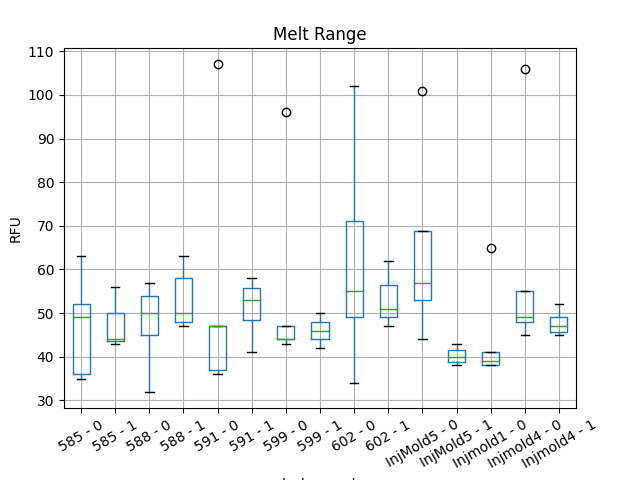 Melt Range
110
100
90
80
70
60
50
40
30
RFU
585 - 0
585 - 1
588 - 0
588 - 1
591 - 0
591 - 1
599 - 0
599 - 1
602 - 0
602 - 1
InjMold5 - 0
InjMold5 - 1
Injmold1 - 0
Injmold4 - 0
Injmold4 - 1